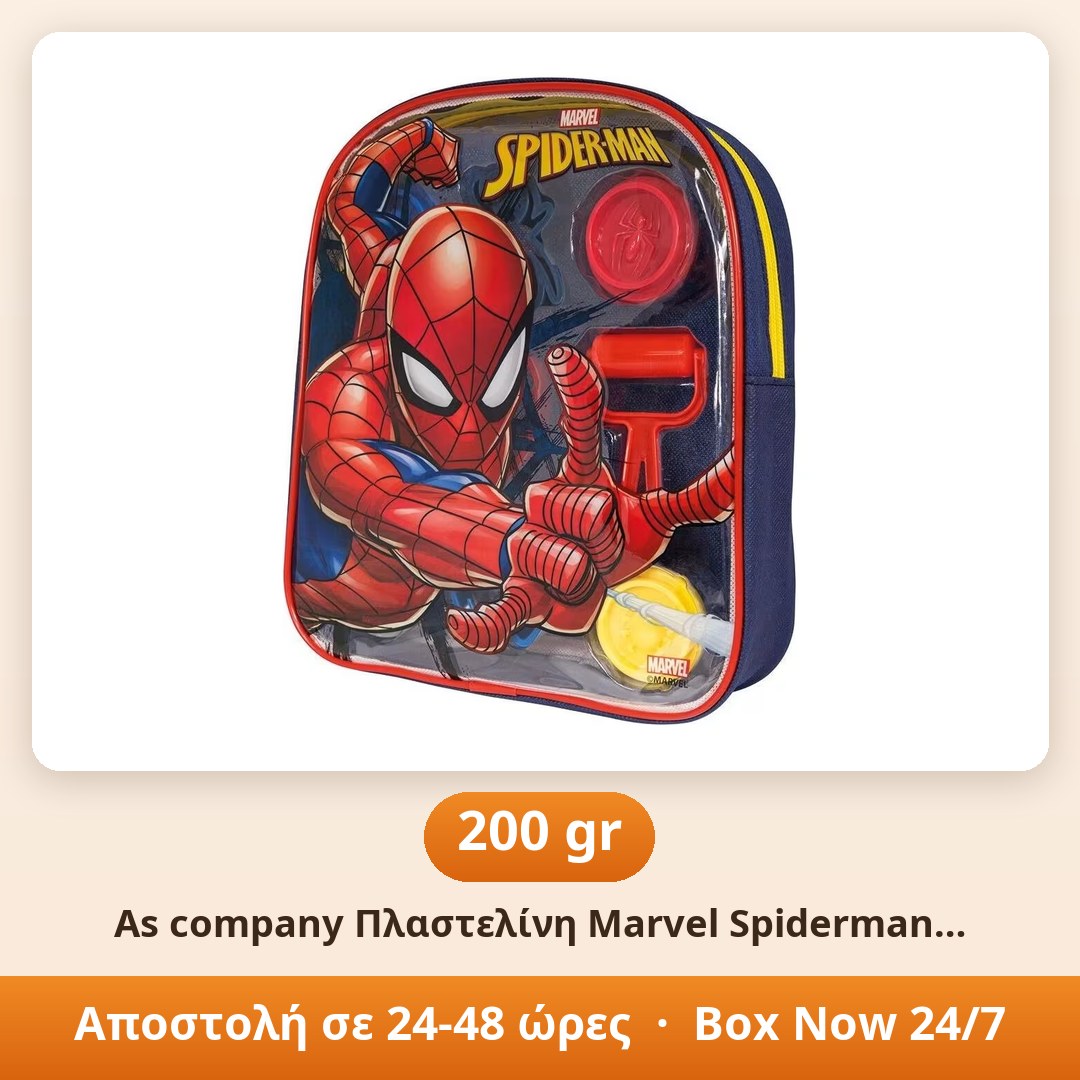 MARVEL
SPIDER-MAN
MARVEL
©MARVEL
200 gr
As company Πλαστελίνη Marvel Spiderman...
Αποστολή σε 24-48 ώρες · Box Now 24/7